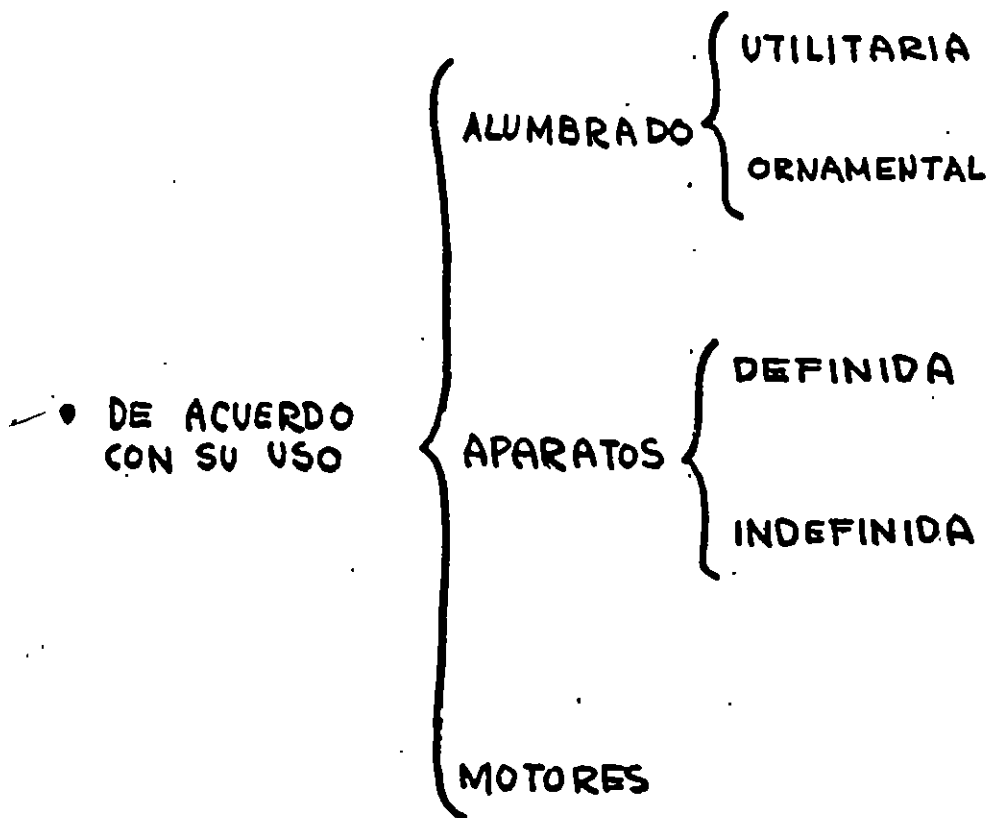 • DE ACUERDO
CON SU USO
ALUMBRADO
UTILITARIA
ORNAMENTAL
APARATOS
DEFINIDA
INDEFINIDA
MOTORES